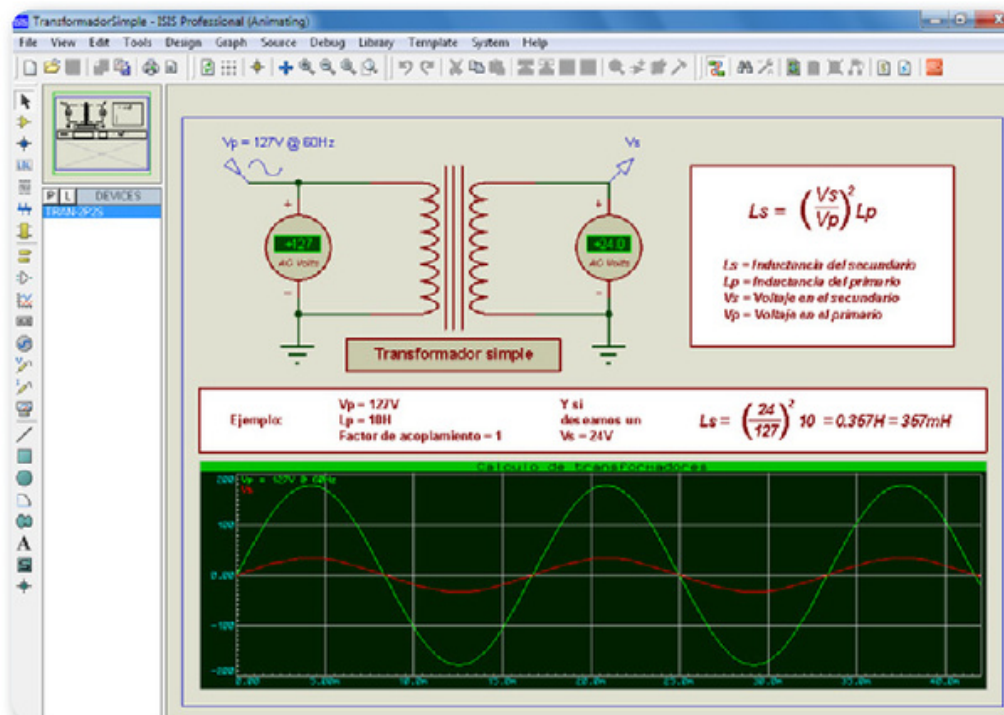 TransformadorSimple - ISIS Professional (Animating)
File View Edit Tools Design Graph Source Debug Library Template System Help
P L DEVICES
TRAN-2P2S
LBL
A
S
Vp = 127V @ 60Hz
Vs
+
+127
AC Volts
-
+
+24.0
AC Volts
-
Transformador simple
Ls = (Vs/Vp)² Lp
Ls = Inductancia del secundario
Lp = Inductancia del primario
Vs = Voltaje en el secundario
Vp = Voltaje en el primario
Ejemplo:
Vp = 127V
Lp = 10H
Factor de acoplamiento = 1
Y si
deseamos un
Vs = 24V
Ls = (24/127)² 10 = 0.357H = 357mH
Calculo de transformadores
Vp = 127V @ 60Hz
Vs
200
100
0.00
-100
-200
0.00 5.00m 10.0m 15.0m 20.0m 25.0m 30.0m 35.0m 40.0m